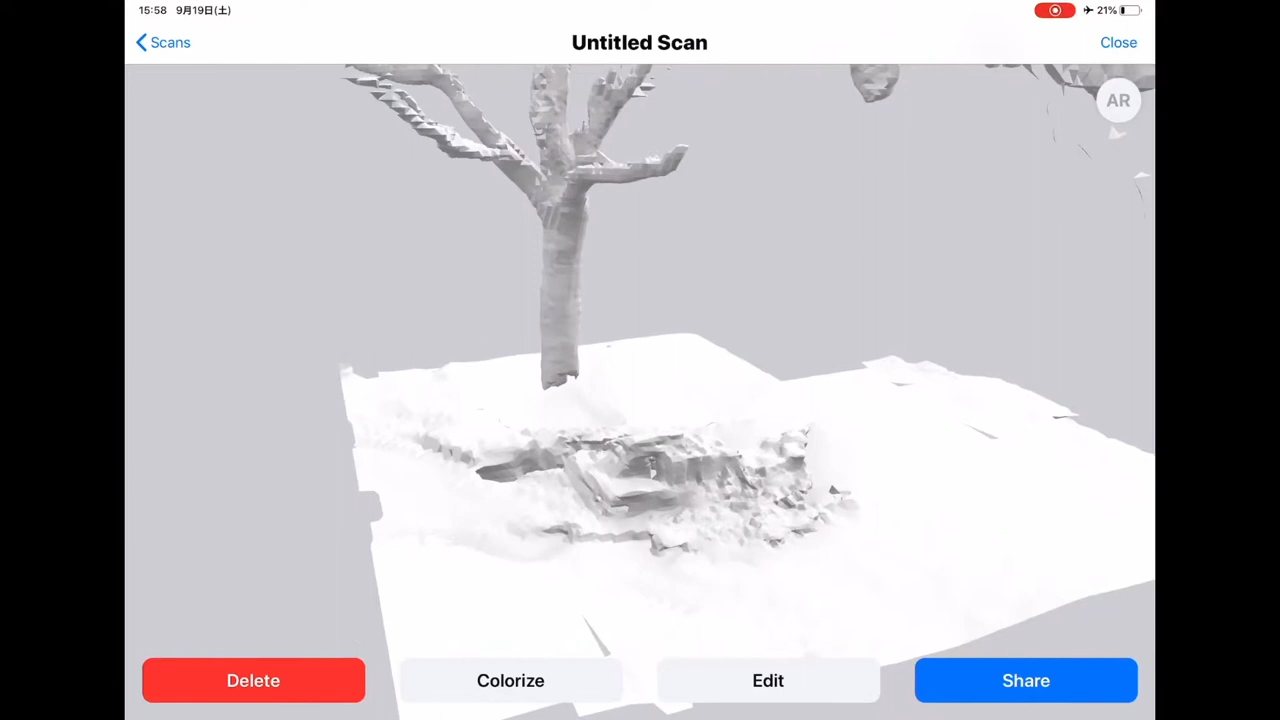 15:58 9月19日(土) 21%
Scans Untitled Scan Close
AR
Delete Colorize Edit Share